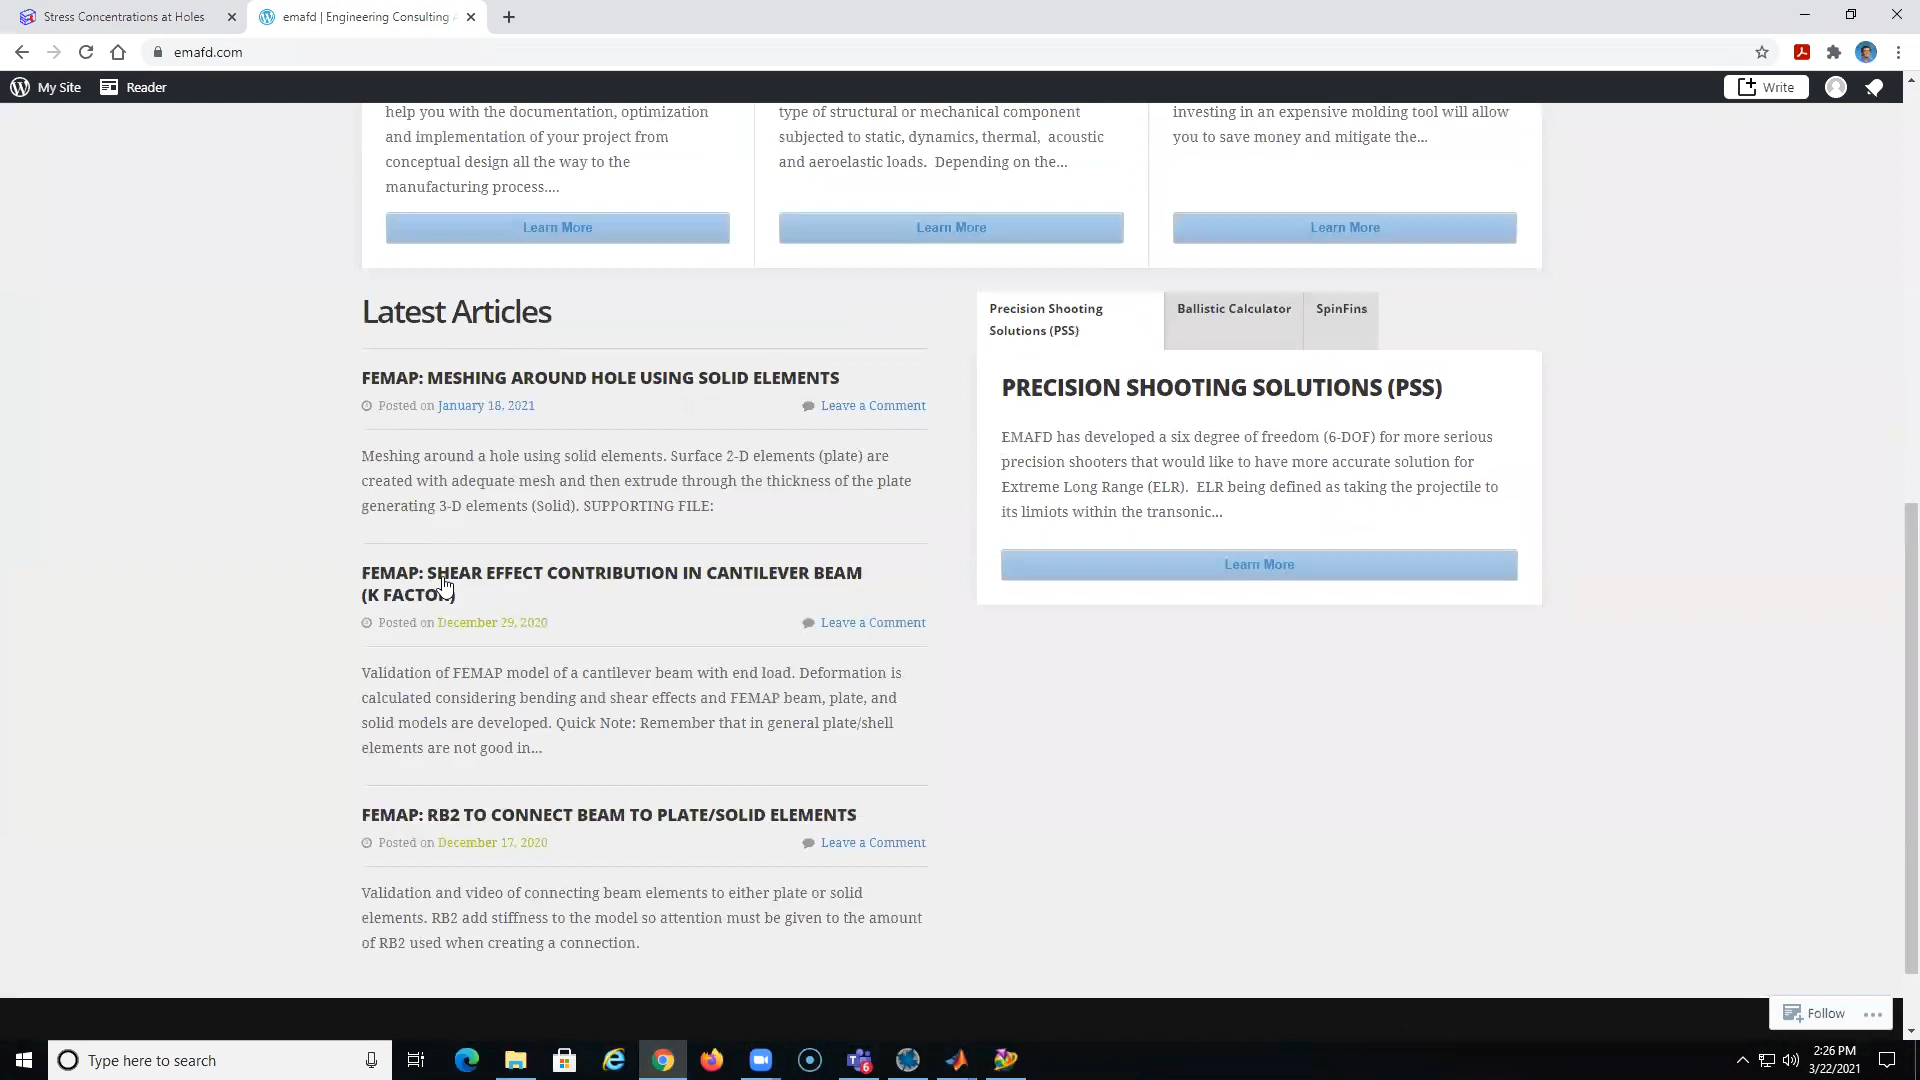 Stress Concentrations at Holes
emafd | Engineering Consulting
emafd.com
My Site
Reader
Write
help you with the documentation, optimization
and implementation of your project from
conceptual design all the way to the
manufacturing process....
type of structural or mechanical component
subjected to static, dynamics, thermal, acoustic
and aeroelastic loads. Depending on the...
investing in an expensive molding tool will allow
you to save money and mitigate the...
Learn More
Learn More
Learn More
Latest Articles
FEMAP: MESHING AROUND HOLE USING SOLID ELEMENTS
Posted on January 18, 2021
Leave a Comment
Meshing around a hole using solid elements. Surface 2-D elements (plate) are
created with adequate mesh and then extrude through the thickness of the plate
generating 3-D elements (Solid). SUPPORTING FILE:
FEMAP: SHEAR EFFECT CONTRIBUTION IN CANTILEVER BEAM
(K FACTOR)
Posted on December 29, 2020
Leave a Comment
Validation of FEMAP model of a cantilever beam with end load. Deformation is
calculated considering bending and shear effects and FEMAP beam, plate, and
solid models are developed. Quick Note: Remember that in general plate/shell
elements are not good in...
FEMAP: RB2 TO CONNECT BEAM TO PLATE/SOLID ELEMENTS
Posted on December 17, 2020
Leave a Comment
Validation and video of connecting beam elements to either plate or solid
elements. RB2 add stiffness to the model so attention must be given to the amount
of RB2 used when creating a connection.
Precision Shooting
Solutions (PSS)
Ballistic Calculator
SpinFins
PRECISION SHOOTING SOLUTIONS (PSS)
EMAFD has developed a six degree of freedom (6-DOF) for more serious
precision shooters that would like to have more accurate solution for
Extreme Long Range (ELR). ELR being defined as taking the projectile to
its limiots within the transonic...
Learn More
Follow
Type here to search
6
2:26 PM
3/22/2021